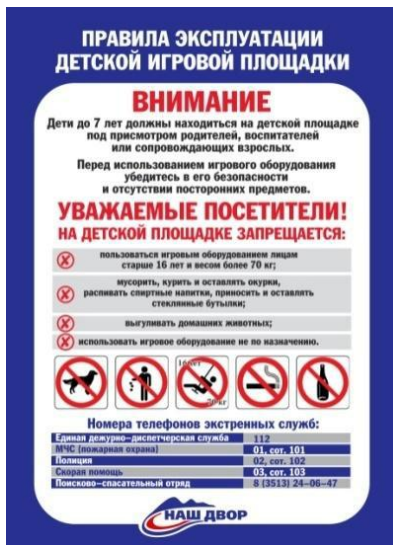 ПРАВИЛА ЭКСПЛУАТАЦИИ
ДЕТСКОЙ ИГРОВОЙ ПЛОЩАДКИ
ВНИМАНИЕ
Дети до 7 лет должны находиться на детской площадке
под присмотром родителей, воспитателей
или сопровождающих взрослых.
Перед использованием игрового оборудования
убедитесь в его безопасности
и отсутствии посторонних предметов.
УВАЖАЕМЫЕ ПОСЕТИТЕЛИ!
НА ДЕТСКОЙ ПЛОЩАДКЕ ЗАПРЕЩАЕТСЯ:
пользоваться игровым оборудованием лицам
старше 16 лет и весом более 70 кг;
мусорить, курить и оставлять окурки,
распивать спиртные напитки, приносить и оставлять
стеклянные бутылки;
выгуливать домашних животных;
использовать игровое оборудование не по назначению.
16 лет
70 кг
Номера телефонов экстренных служб:
Единая дежурно-диспетчерская служба 112
МЧС (пожарная охрана) 01, сот. 101
Полиция 02, сот. 102
Скорая помощь 03, сот. 103
Поисково-спасательный отряд 8 (3513) 24-06-47
НАШ ДВОР